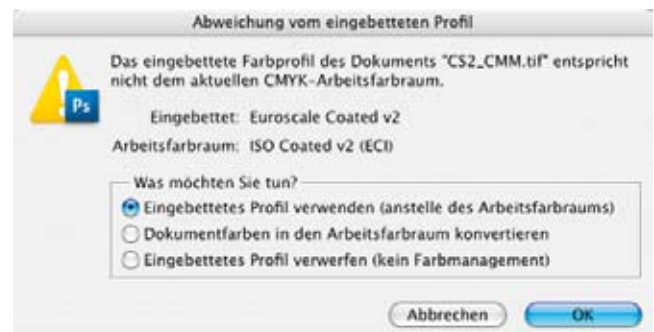 Abweichung vom eingebetteten Profil
Das eingebettete Farbprofil des Dokuments "CS2_CMM.tif" entspricht
nicht dem aktuellen CMYK-Arbeitsfarbraum.
Ps
Eingebettet: Euroscale Coated v2
Arbeitsfarbraum: ISO Coated v2 (ECI)
Was möchten Sie tun?
Eingebettetes Profil verwenden (anstelle des Arbeitsfarbraums)
Dokumentfarben in den Arbeitsfarbraum konvertieren
Eingebettetes Profil verwerfen (kein Farbmanagement)
Abbrechen OK